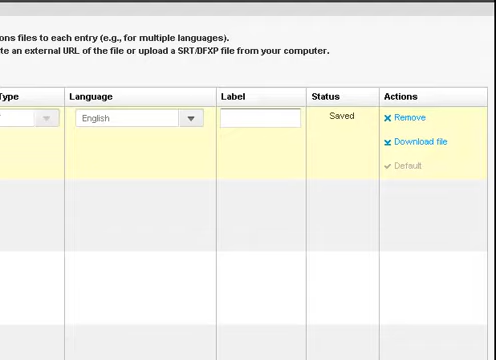 ons files to each entry (e.g., for multiple languages).
te an external URL of the file or upload a SRT/DFXP file from your computer.
Type Language Label Status Actions
English Saved Remove
Download file
Default